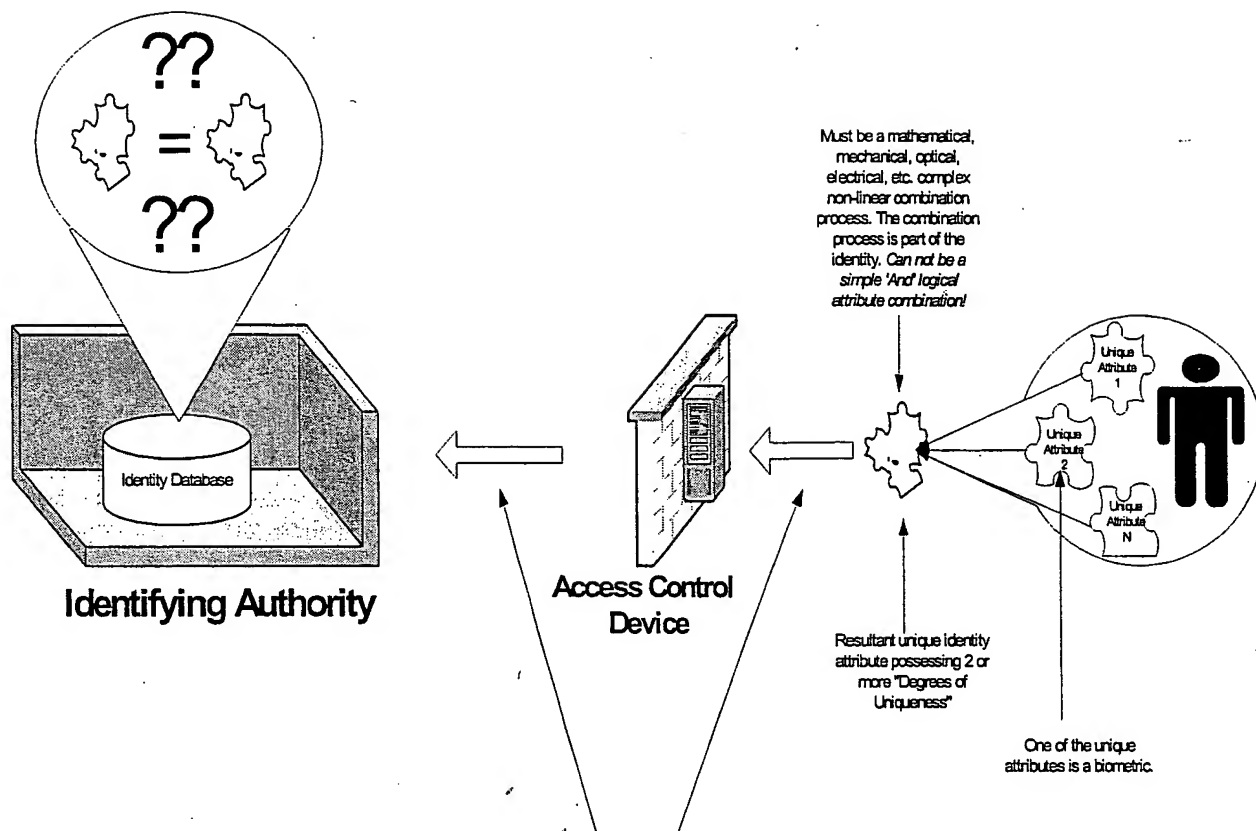 ??
=
??
Identity Database
Identifying Authority
Access Control
Device
Must be a mathematical,
mechanical, optical,
electrical, etc. complex
non-linear combination
process. The combination
process is part of the
identity. Can not be a
simple 'And' logical
attribute combination!
Unique
Attribute
1
Unique
Attribute
2
Unique
Attribute
N
Resultant unique identity
attribute possessing 2 or
more "Degrees of
Uniqueness"
One of the unique
attributes is a biometric.